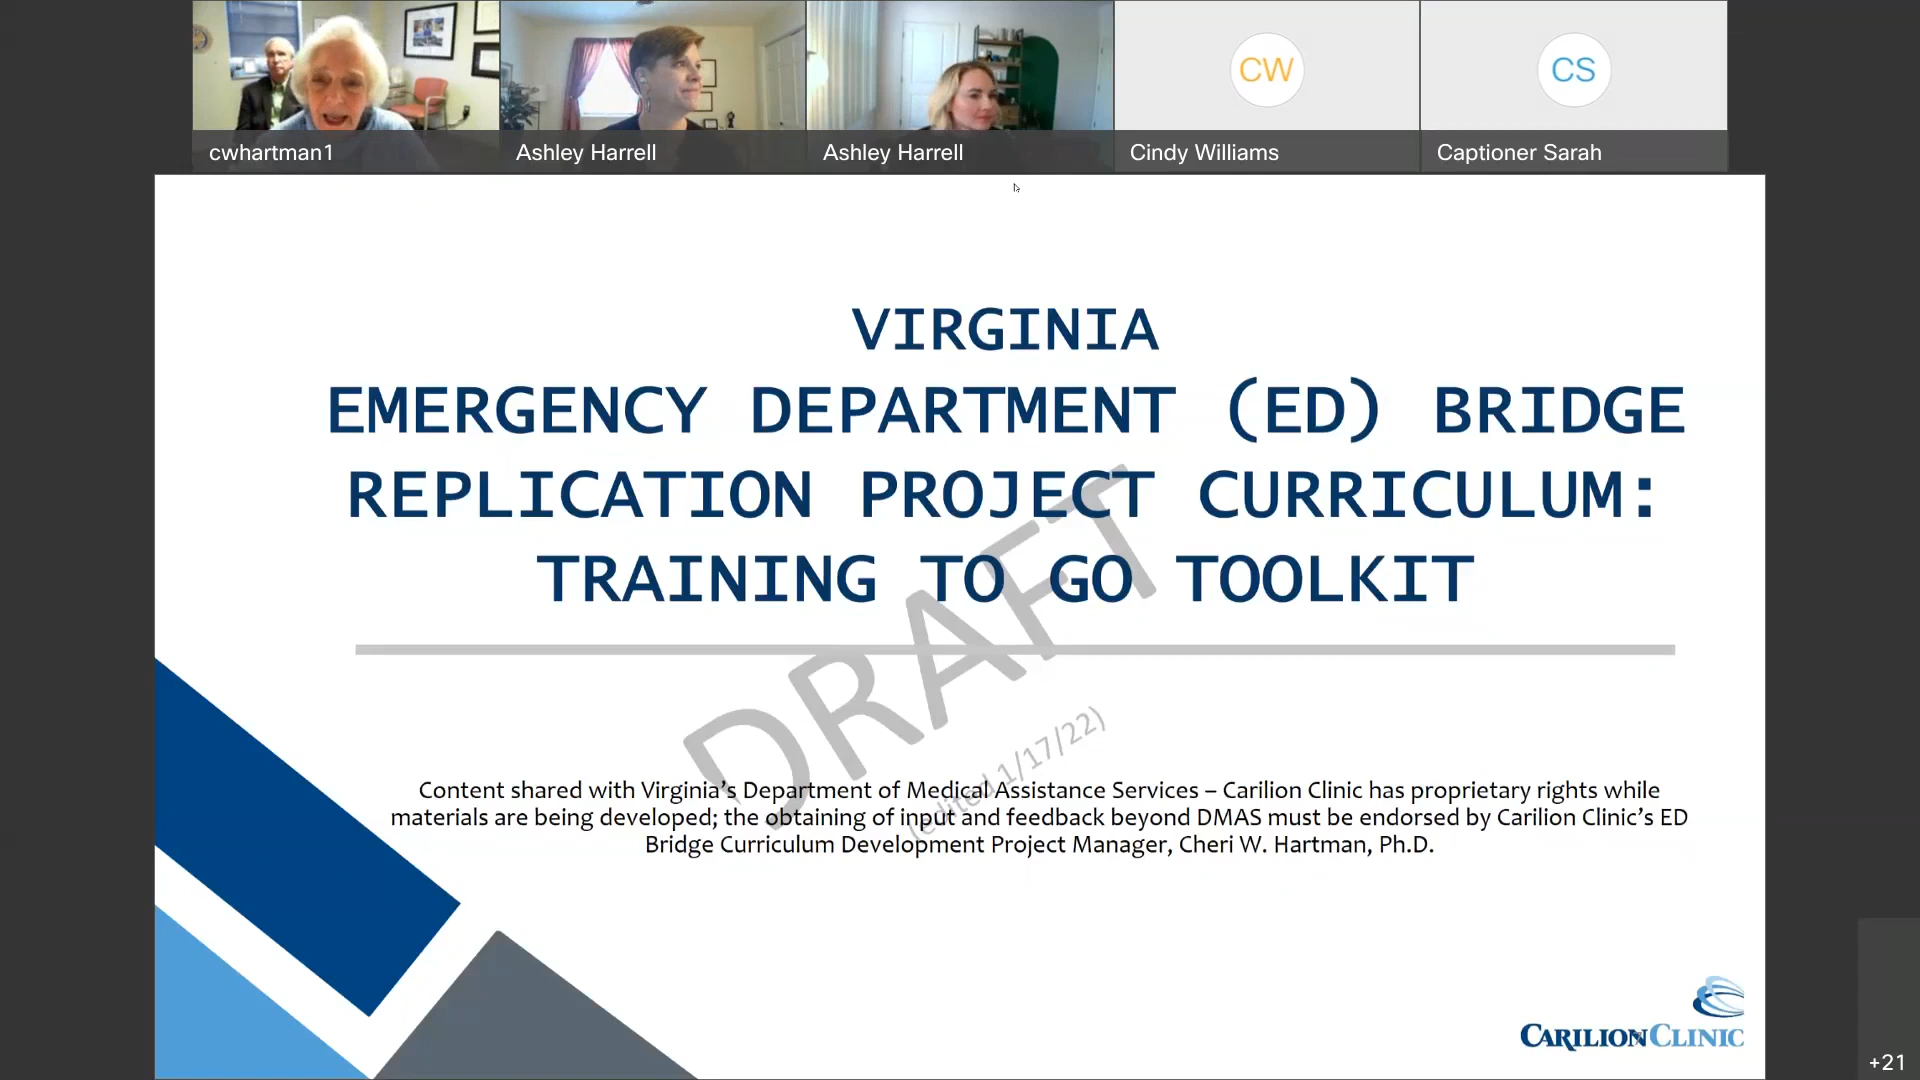 CW
CS
cwhartman1
Ashley Harrell
Ashley Harrell
Cindy Williams
Captioner Sarah
VIRGINIA
EMERGENCY DEPARTMENT (ED) BRIDGE
REPLICATION PROJECT CURRICULUM:
TRAINING TO GO TOOLKIT
DRAFT
(edited 1/17/22)
Content shared with Virginia’s Department of Medical Assistance Services – Carilion Clinic has proprietary rights while
materials are being developed; the obtaining of input and feedback beyond DMAS must be endorsed by Carilion Clinic’s ED
Bridge Curriculum Development Project Manager, Cheri W. Hartman, Ph.D.
CARILION CLINIC
+21